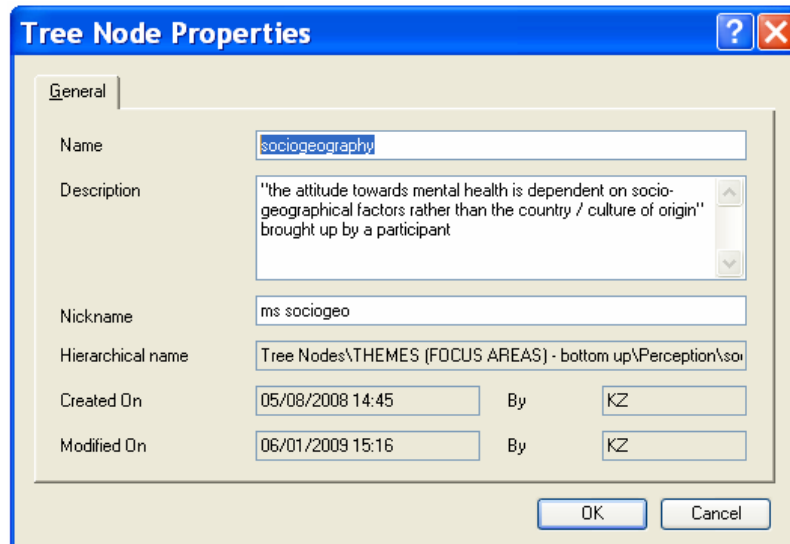 Tree Node Properties
General
Name
sociogeography
Description
"the attitude towards mental health is dependent on socio-
geographical factors rather than the country / culture of origin"
brought up by a participant
Nickname
ms sociogeo
Hierarchical name
Tree Nodes\THEMES (FOCUS AREAS) - bottom up\Perception\so
Created On
05/08/2008 14:45
By
KZ
Modified On
06/01/2009 15:16
By
KZ
OK
Cancel